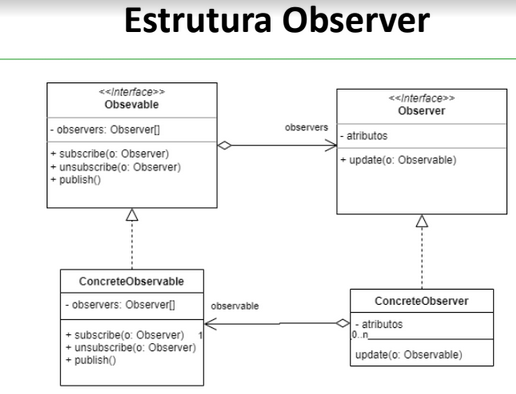 Estrutura Observer
<<Interface>>
Obsevable
- observers: Observer[]
+ subscribe(o: Observer)
+ unsubscribe(o: Observer)
+ publish()
observers
<<Interface>>
Observer
- atributos
+ update(o: Observable)
ConcreteObservable
- observers: Observer[]
+ subscribe(o: Observer)
+ unsubscribe(o: Observer)
+ publish()
1
observable
ConcreteObserver
- atributos
0..n
update(o: Observable)